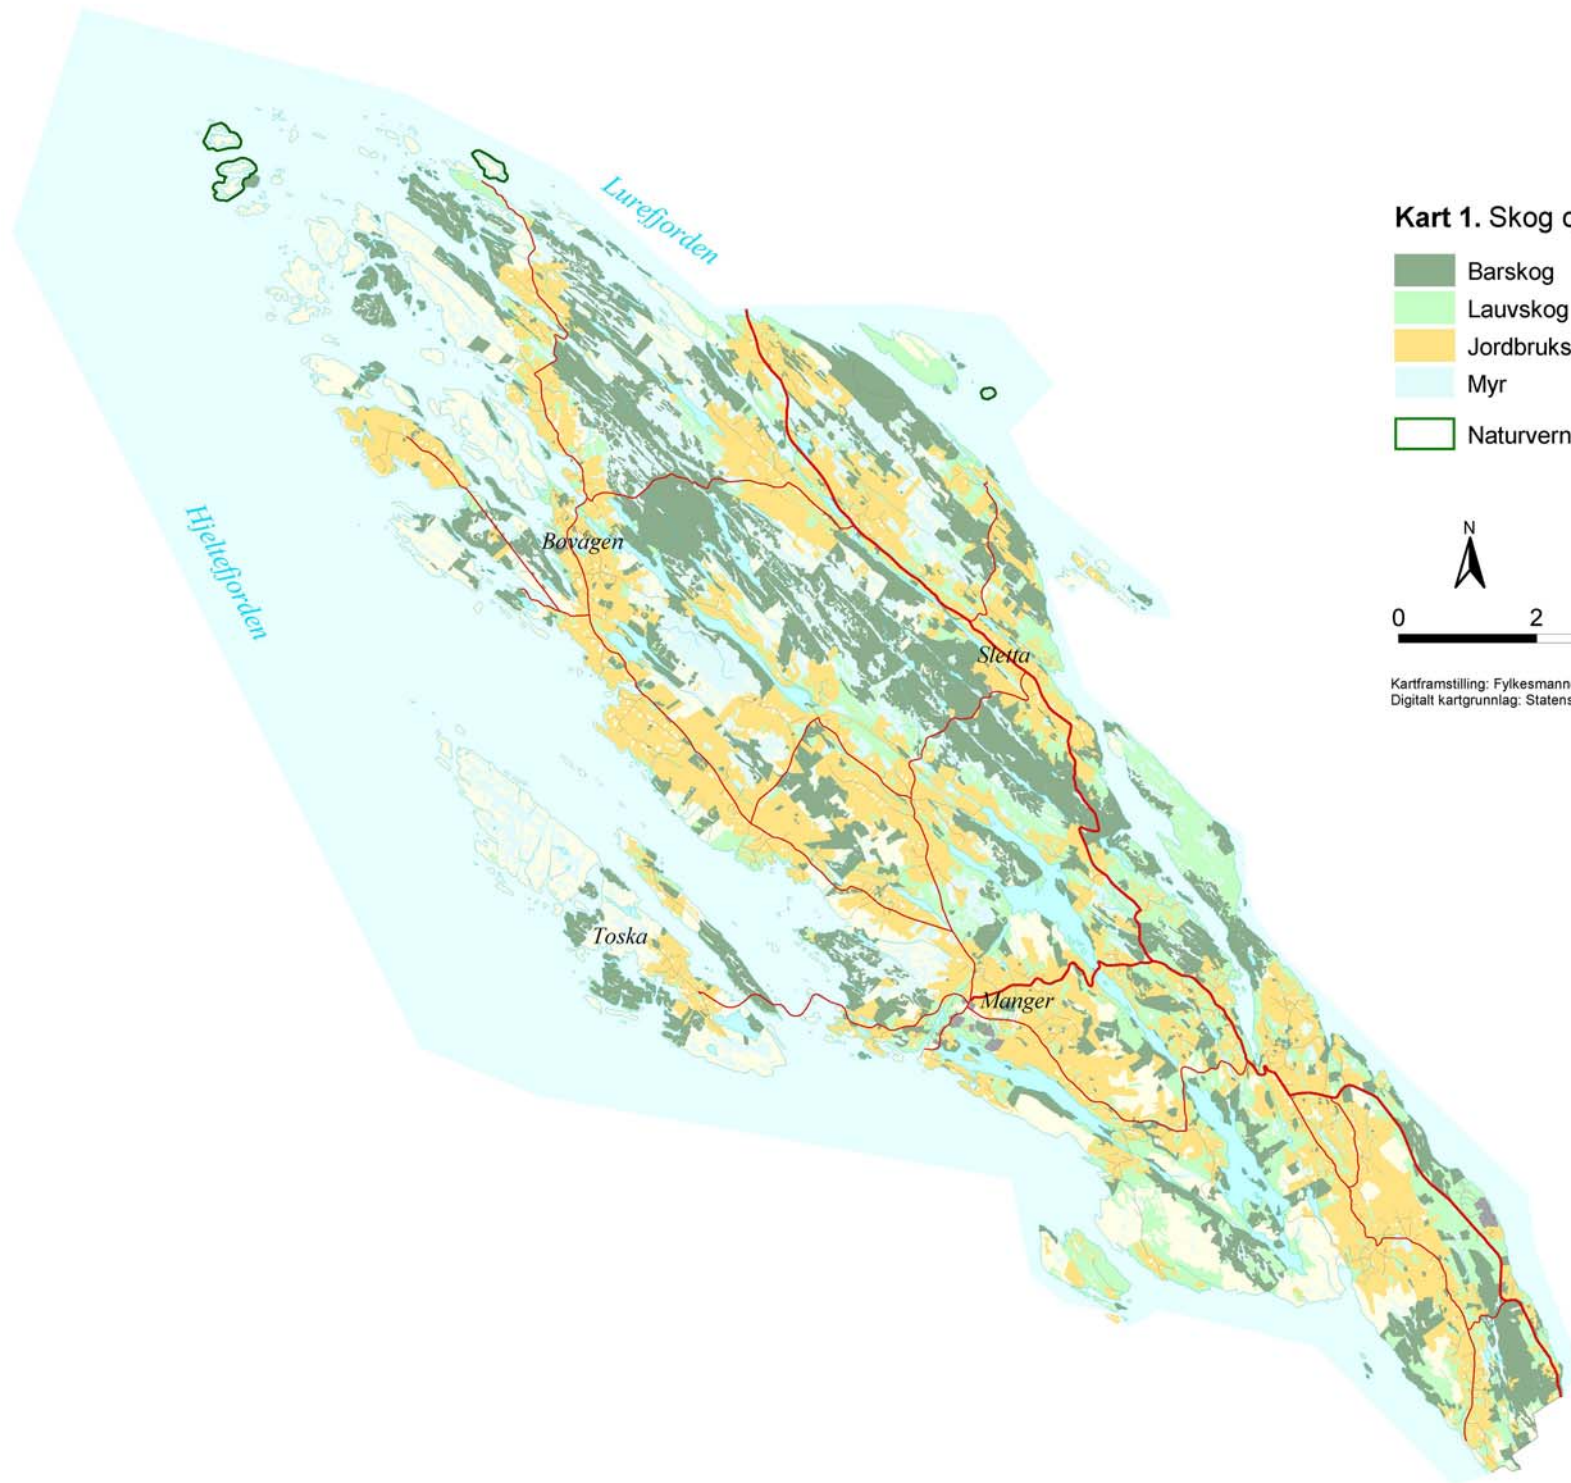 Lurefjorden
Hjeltefjorden
Bovågen
Sletta
Toska
Manger
Kart 1. Skog o
Barskog
Lauvskog
Jordbruks
Myr
Naturvern
N
0 2
Kartframstilling: Fylkesmanne
Digitalt kartgrunnlag: Statens